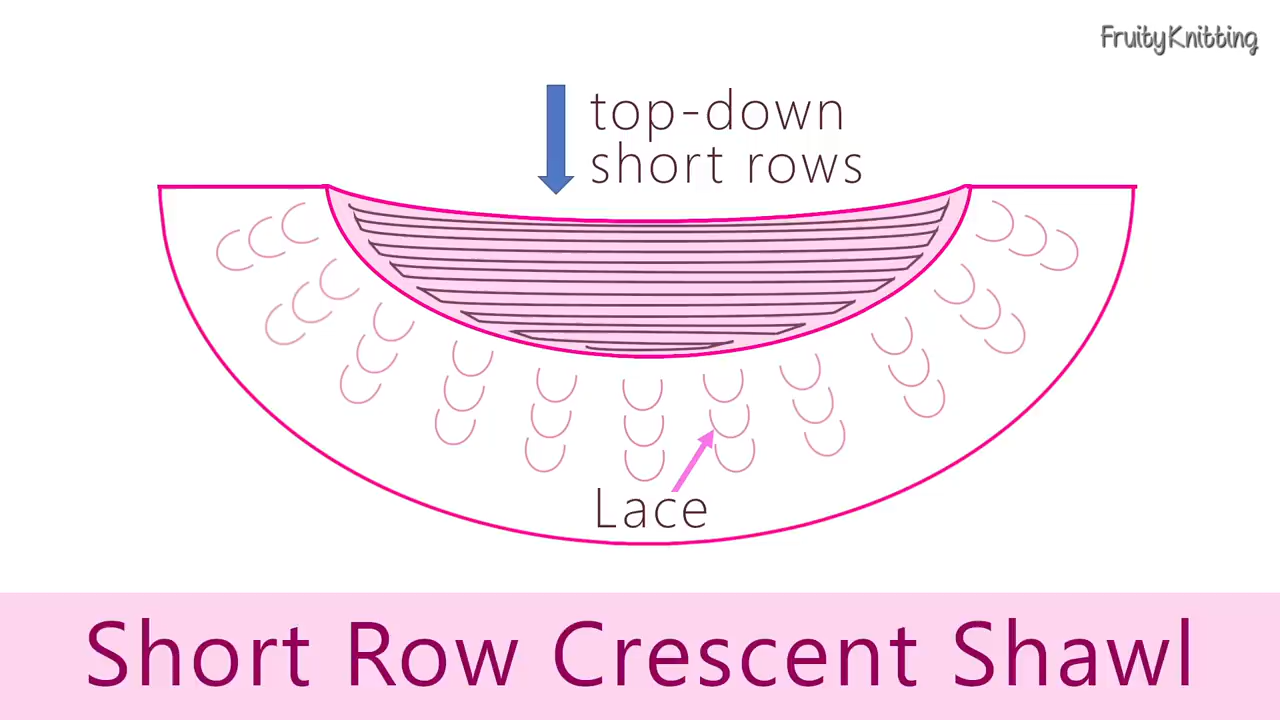 FruityKnitting
top-down
short rows
Lace
Short Row Crescent Shawl